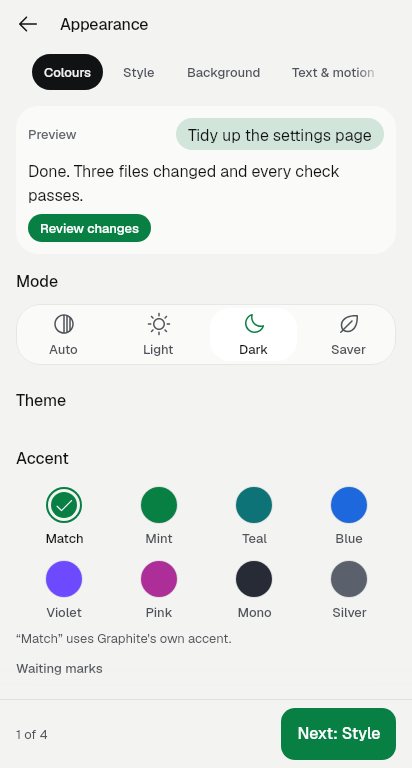 Appearance
Colours Style Background Text & motion
Preview
Tidy up the settings page
Done. Three files changed and every check
passes.
Review changes
Mode
Auto Light Dark Saver
Theme
Accent
Match Mint Teal Blue
Violet Pink Mono Silver
“Match” uses Graphite's own accent.
Waiting marks
1 of 4
Next: Style